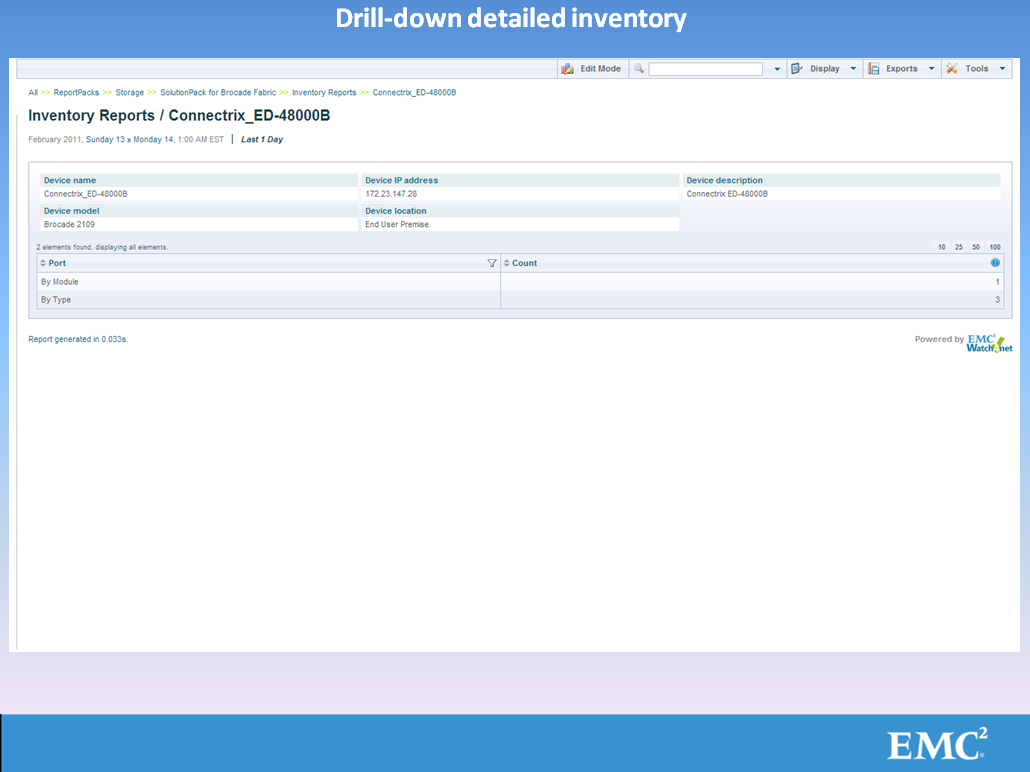 Drill-down detailed inventory
Edit Mode Display Exports Tools
All >> ReportPacks >> Storage >> SolutionPack for Brocade Fabric >> Inventory Reports >> Connectrix_ED-48000B
Inventory Reports / Connectrix_ED-48000B
February 2011, Sunday 13 » Monday 14, 1:00 AM EST | Last 1 Day
Device name Device IP address Device description
Connectrix_ED-48000B 172.23.147.28 Connectrix ED-48000B
Device model Device location
Brocade 2109 End User Premise.
2 elements found, displaying all elements. 10 25 50 100
Port Count
By Module 1
By Type 3
Report generated in 0.033s. Powered by EMC²
Watch4net
EMC²